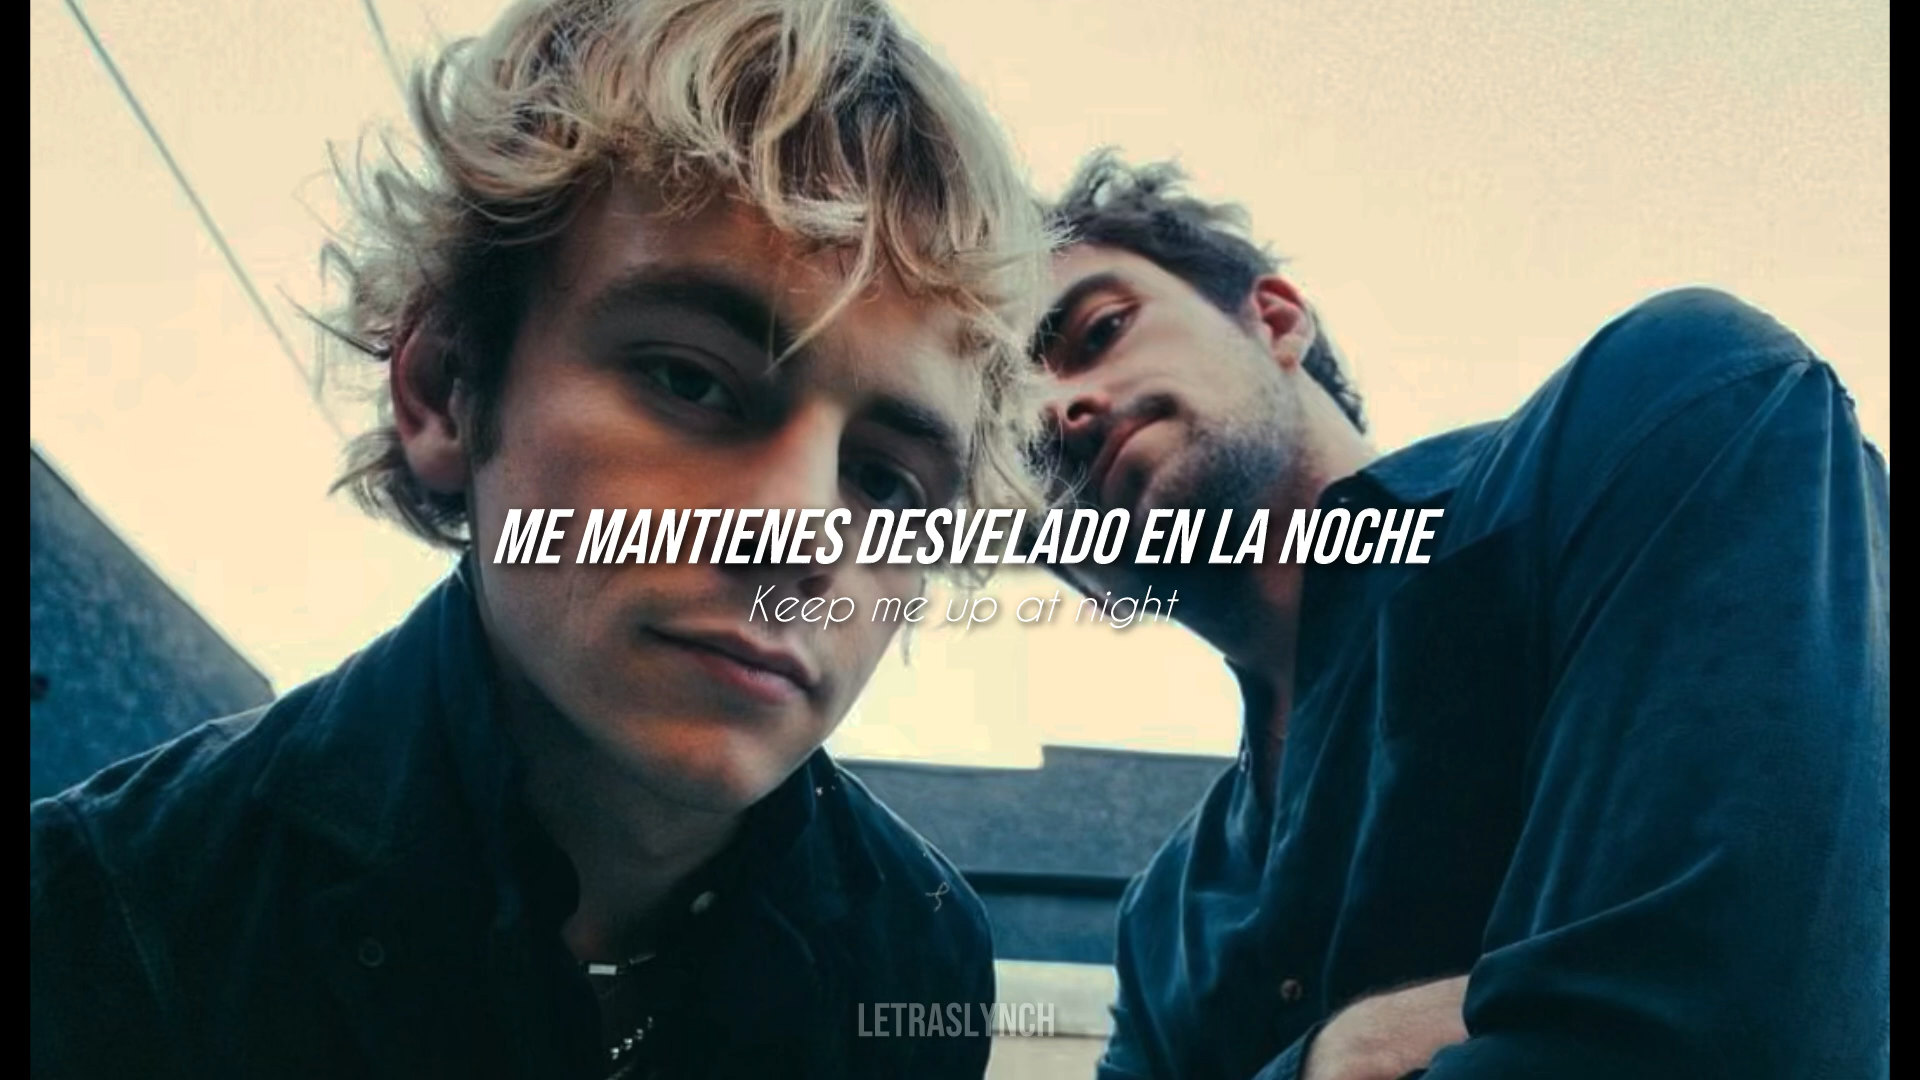 ME MANTIENES DESVELADO EN LA NOCHE
Keep me up at night
LETRASLYNCH